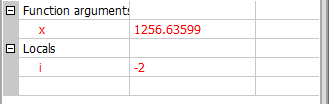 Function arguments
x 1256.63599
Locals
i -2